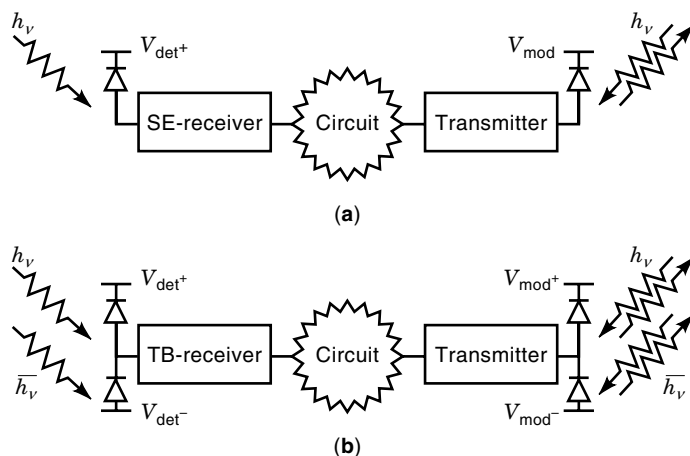 hν
V_det+
V_mod
hν
SE-receiver
Circuit
Transmitter
(a)
hν
V_det+
V_mod+
hν
TB-receiver
Circuit
Transmitter
h̅ν̅
V_det−
V_mod−
h̅ν̅
(b)